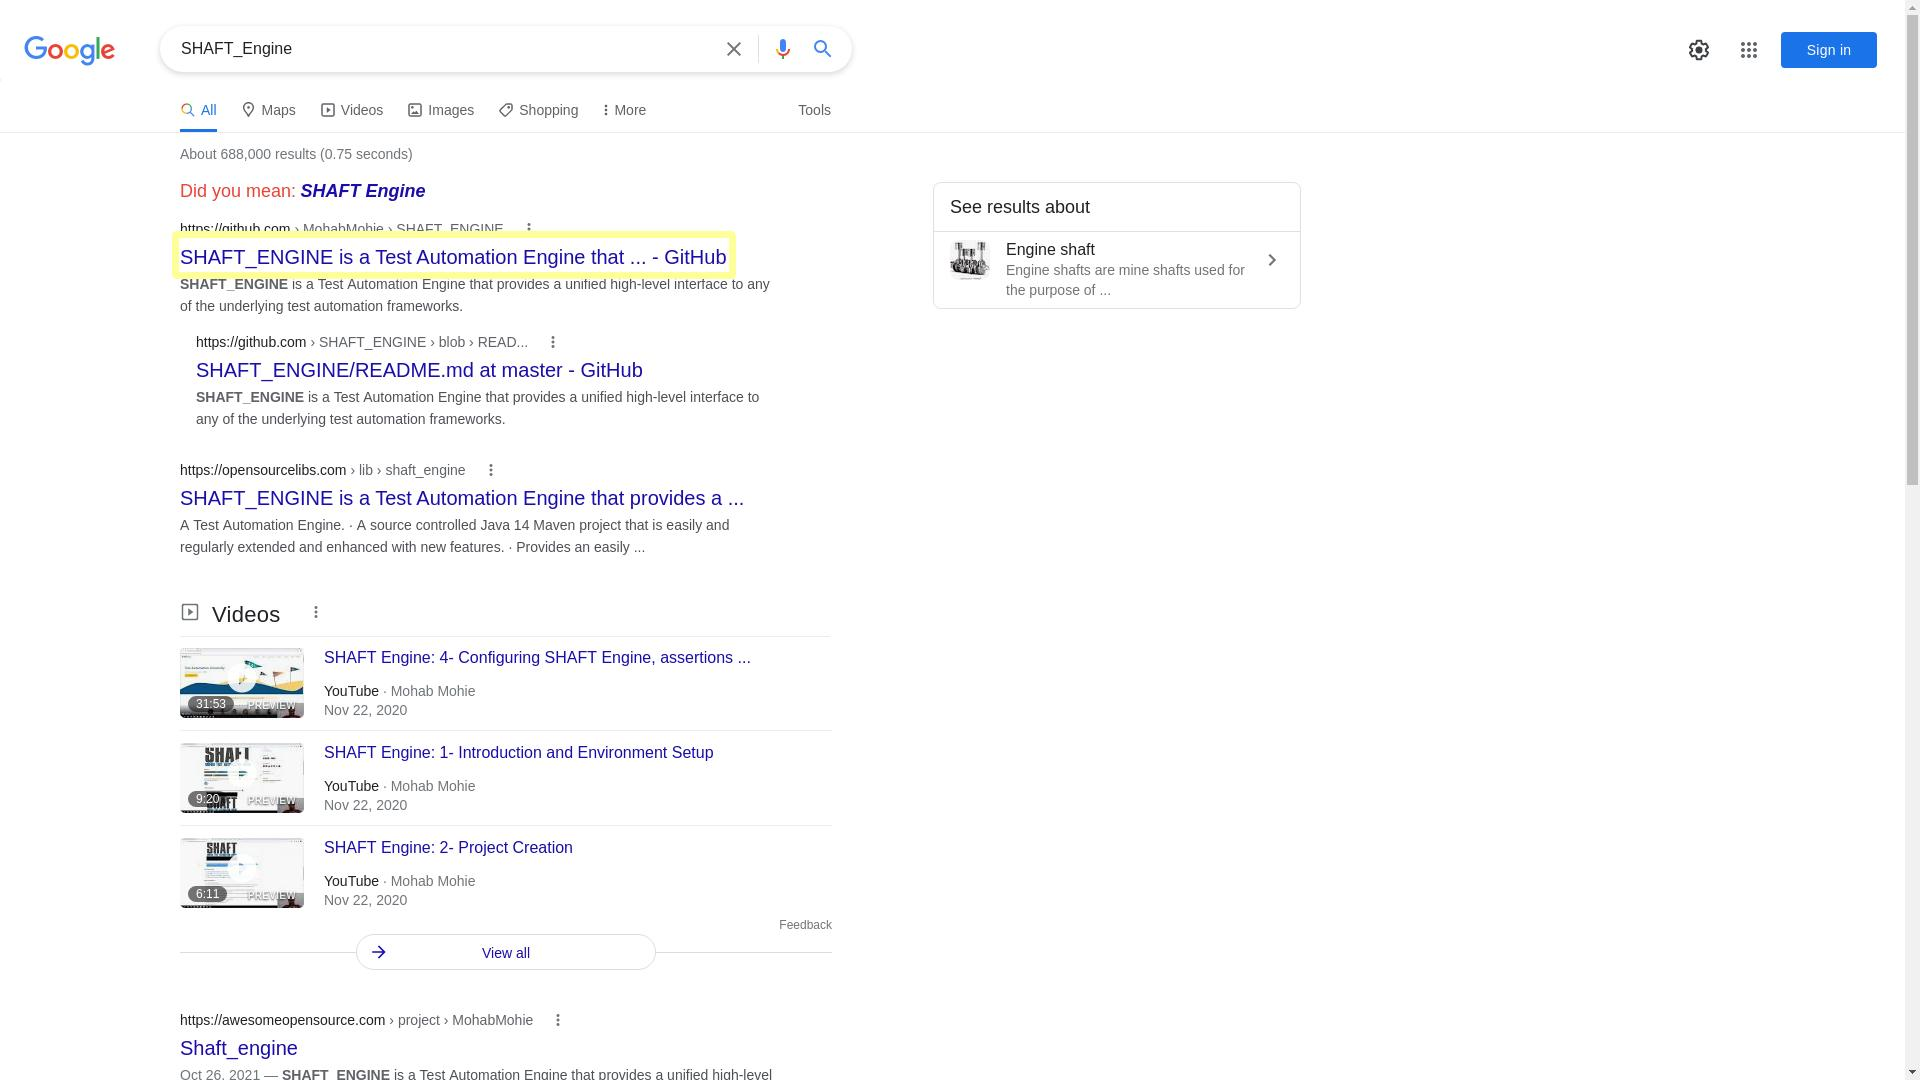 Google
SHAFT_Engine
Sign in
All
Maps
Videos
Images
Shopping
More
Tools
About 688,000 results (0.75 seconds)
Did you mean: SHAFT Engine
https://github.com › MohabMohie › SHAFT_ENGINE
SHAFT_ENGINE is a Test Automation Engine that ... - GitHub
SHAFT_ENGINE is a Test Automation Engine that provides a unified high-level interface to any
of the underlying test automation frameworks.
https://github.com › SHAFT_ENGINE › blob › READ...
SHAFT_ENGINE/README.md at master - GitHub
SHAFT_ENGINE is a Test Automation Engine that provides a unified high-level interface to
any of the underlying test automation frameworks.
https://opensourcelibs.com › lib › shaft_engine
SHAFT_ENGINE is a Test Automation Engine that provides a ...
A Test Automation Engine. · A source controlled Java 14 Maven project that is easily and
regularly extended and enhanced with new features. · Provides an easily ...
Videos
SHAFT Engine: 4- Configuring SHAFT Engine, assertions ...
YouTube · Mohab Mohie
Nov 22, 2020
31:53
PREVIEW
SHAFT Engine: 1- Introduction and Environment Setup
YouTube · Mohab Mohie
Nov 22, 2020
SHAFT
9:20
PREVIEW
SHAFT
SHAFT Engine: 2- Project Creation
YouTube · Mohab Mohie
Nov 22, 2020
SHAFT
6:11
PREVIEW
Feedback
View all
https://awesomeopensource.com › project › MohabMohie
Shaft_engine
Oct 26, 2021 — SHAFT_ENGINE is a Test Automation Engine that provides a unified high-level
See results about
Engine shaft
Engine shafts are mine shafts used for
the purpose of ...